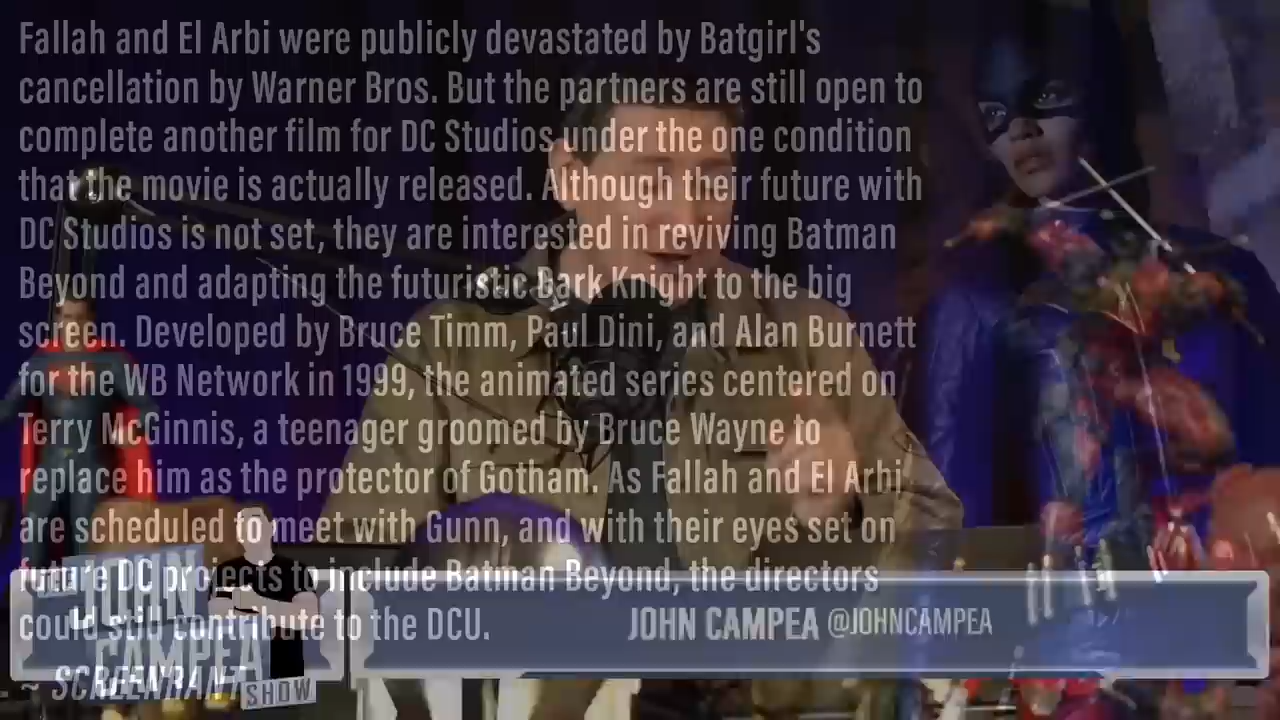 Fallah and El Arbi were publicly devastated by Batgirl's
cancellation by Warner Bros. But the partners are still open to
complete another film for DC Studios under the one condition
that the movie is actually released. Although their future with
DC Studios is not set, they are interested in reviving Batman
Beyond and adapting the futuristic Dark Knight to the big
screen. Developed by Bruce Timm, Paul Dini, and Alan Burnett
for the WB Network in 1999, the animated series centered on
Terry McGinnis, a teenager groomed by Bruce Wayne to
replace him as the protector of Gotham. As Fallah and El Arbi
are scheduled to meet with Gunn, and with their eyes set on
future DC projects to include Batman Beyond, the directors
could still contribute to the DCU.
~ SCREENRANT
THE
JOHN
CAMPEA
SHOW
JOHN CAMPEA @JOHNCAMPEA